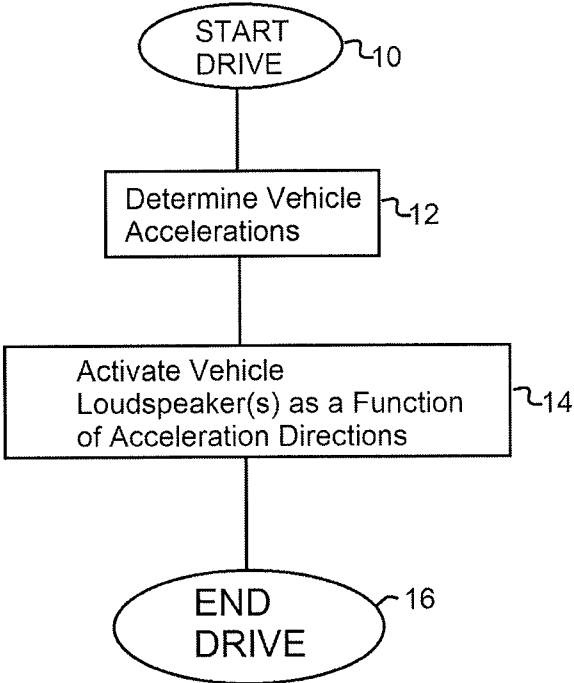 START
DRIVE
10
Determine Vehicle
Accelerations
12
Activate Vehicle
Loudspeaker(s) as a Function
of Acceleration Directions
14
END
DRIVE
16